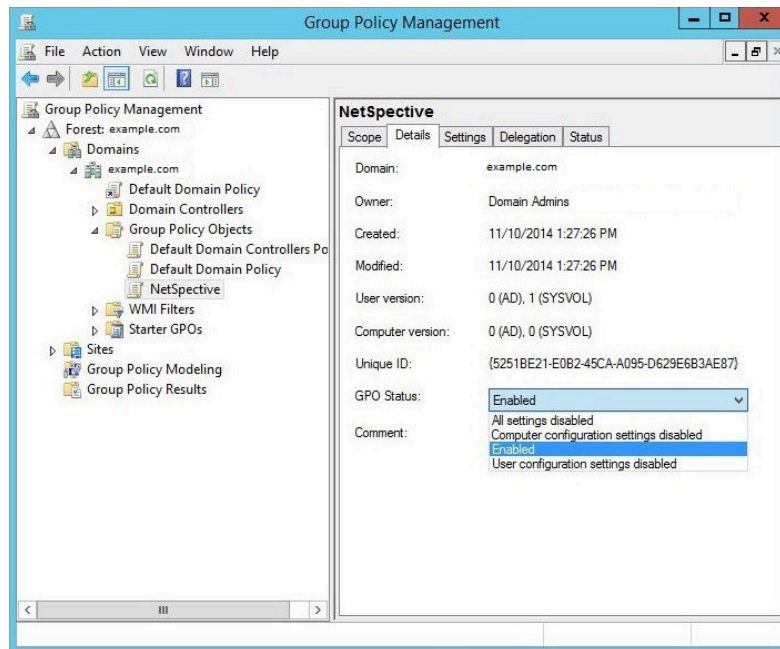 Group Policy Management
File Action View Window Help
Group Policy Management
Forest: example.com
Domains
example.com
Default Domain Policy
Domain Controllers
Group Policy Objects
Default Domain Controllers Po
Default Domain Policy
NetSpective
WMI Filters
Starter GPOs
Sites
Group Policy Modeling
Group Policy Results
NetSpective
Scope Details Settings Delegation Status
Domain: example.com
Owner: Domain Admins
Created: 11/10/2014 1:27:26 PM
Modified: 11/10/2014 1:27:26 PM
User version: 0 (AD), 1 (SYSVOL)
Computer version: 0 (AD), 0 (SYSVOL)
Unique ID: {5251BE21-E0B2-45CA-A095-D629E6B3AE87}
GPO Status: Enabled
All settings disabled
Computer configuration settings disabled
Enabled
User configuration settings disabled
Comment: